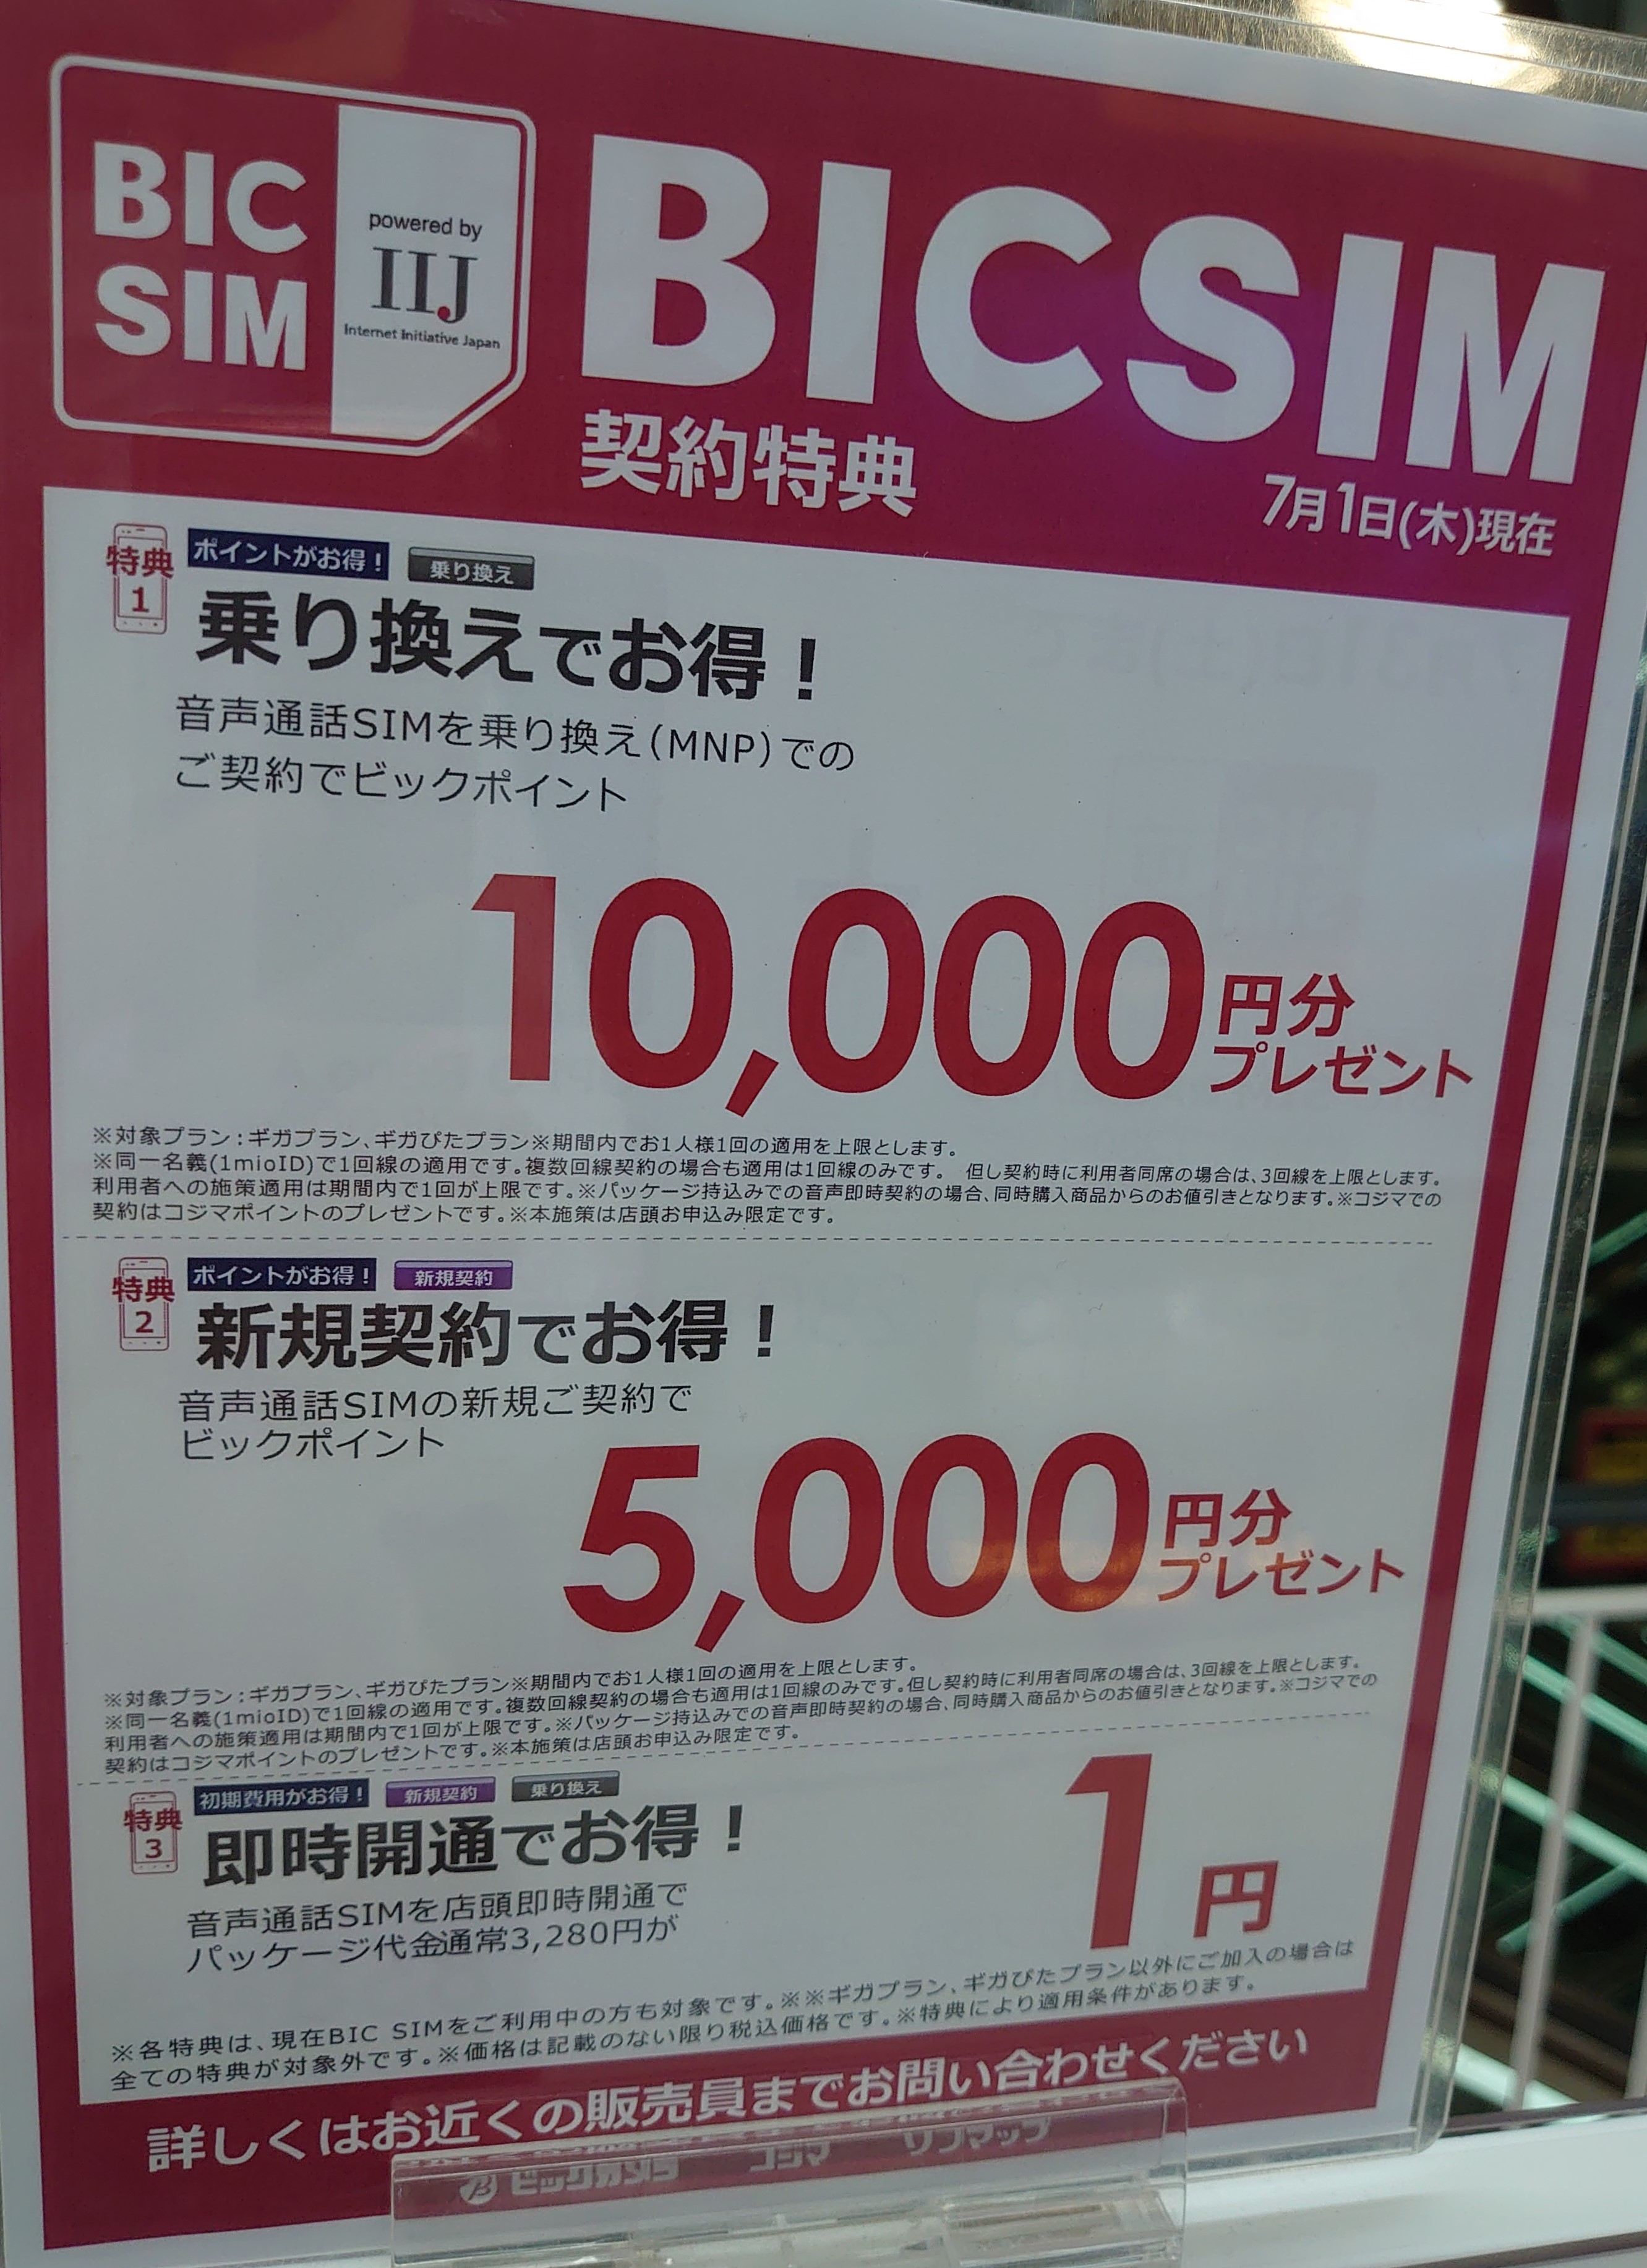 BIC
SIM
powered by
IIJ
Internet Initiative Japan
BICSIM
契約特典
7月1日(木)現在
特典
1
ポイントがお得！
乗り換え
乗り換えでお得！
音声通話SIMを乗り換え(MNP)での
ご契約でビックポイント
10,000円分
プレゼント
※対象プラン：ギガプラン、ギガぴたプラン※期間内でお1人様1回の適用を上限とします。
※同一名義(1mioID)で1回線の適用です。複数回線契約の場合も適用は1回線のみです。 但し契約時に利用者同席の場合は、3回線を上限とします。
利用者への施策適用は期間内で1回が上限です。※パッケージ持込みでの音声即時契約の場合、同時購入商品からのお値引きとなります。※コジマでの
契約はコジマポイントのプレゼントです。※本施策は店頭お申込み限定です。
特典
2
ポイントがお得！
新規契約
新規契約でお得！
音声通話SIMの新規ご契約で
ビックポイント
5,000円分
プレゼント
※対象プラン：ギガプラン、ギガぴたプラン※期間内でお1人様1回の適用を上限とします。
※同一名義(1mioID)で1回線の適用です。複数回線契約の場合も適用は1回線のみです。但し契約時に利用者同席の場合は、3回線を上限とします。
利用者への施策適用は期間内で1回が上限です。※パッケージ持込みでの音声即時契約の場合、同時購入商品からのお値引きとなります。※コジマでの
契約はコジマポイントのプレゼントです。※本施策は店頭お申込み限定です。
特典
3
初期費用がお得！
新規契約
乗り換え
即時開通でお得！
音声通話SIMを店頭即時開通で
パッケージ代金通常3,280円が
1円
※各特典は、現在BIC SIMをご利用中の方も対象です。※※ギガプラン、ギガぴたプラン以外にご加入の場合は
全ての特典が対象外です。※価格は記載のない限り税込価格です。※特典により適用条件があります。
詳しくはお近くの販売員までお問い合わせください
ビックカメラ コジマ ソフマップ